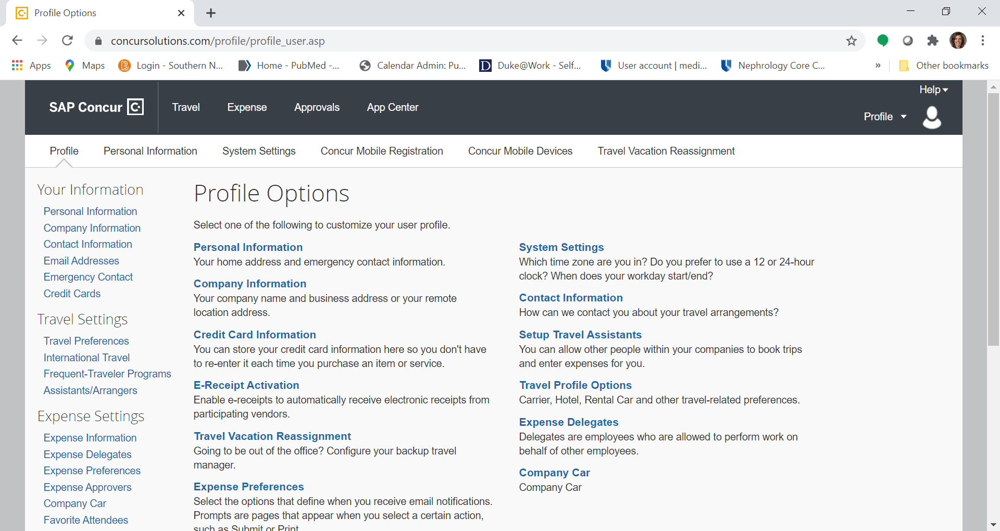 Profile Options
concursolutions.com/profile/profile_user.asp
Apps
Maps
Login - Southern N...
Home - PubMed -...
Calendar Admin: Pu...
Duke@Work - Self...
User account | medi...
Nephrology Core C...
»
Other bookmarks
Help
SAP Concur
Travel
Expense
Approvals
App Center
Profile
Profile
Personal Information
System Settings
Concur Mobile Registration
Concur Mobile Devices
Travel Vacation Reassignment
Your Information
Personal Information
Company Information
Contact Information
Email Addresses
Emergency Contact
Credit Cards
Travel Settings
Travel Preferences
International Travel
Frequent-Traveler Programs
Assistants/Arrangers
Expense Settings
Expense Information
Expense Delegates
Expense Preferences
Expense Approvers
Company Car
Favorite Attendees
Profile Options
Select one of the following to customize your user profile.
Personal Information
Your home address and emergency contact information.
Company Information
Your company name and business address or your remote
location address.
Credit Card Information
You can store your credit card information here so you don't have
to re-enter it each time you purchase an item or service.
E-Receipt Activation
Enable e-receipts to automatically receive electronic receipts from
participating vendors.
Travel Vacation Reassignment
Going to be out of the office? Configure your backup travel
manager.
Expense Preferences
Select the options that define when you receive email notifications.
Prompts are pages that appear when you select a certain action,
such as Submit or Print.
System Settings
Which time zone are you in? Do you prefer to use a 12 or 24-hour
clock? When does your workday start/end?
Contact Information
How can we contact you about your travel arrangements?
Setup Travel Assistants
You can allow other people within your companies to book trips
and enter expenses for you.
Travel Profile Options
Carrier, Hotel, Rental Car and other travel-related preferences.
Expense Delegates
Delegates are employees who are allowed to perform work on
behalf of other employees.
Company Car
Company Car